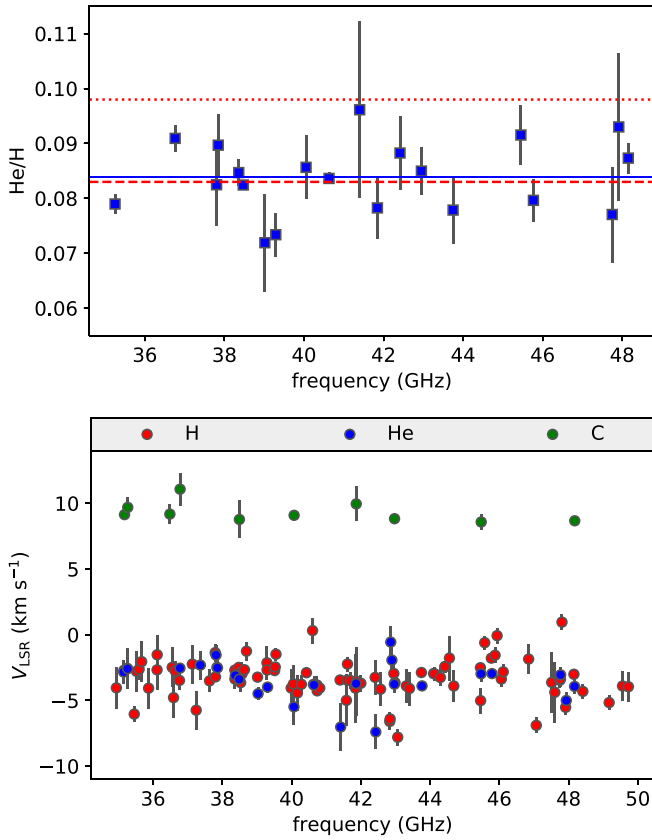 0.11
0.10
0.09
0.08
0.07
0.06
He/H
36 38 40 42 44 46 48
frequency (GHz)
H He C
10
5
0
−5
−10
V_LSR (km s⁻¹)
36 38 40 42 44 46 48 50
frequency (GHz)